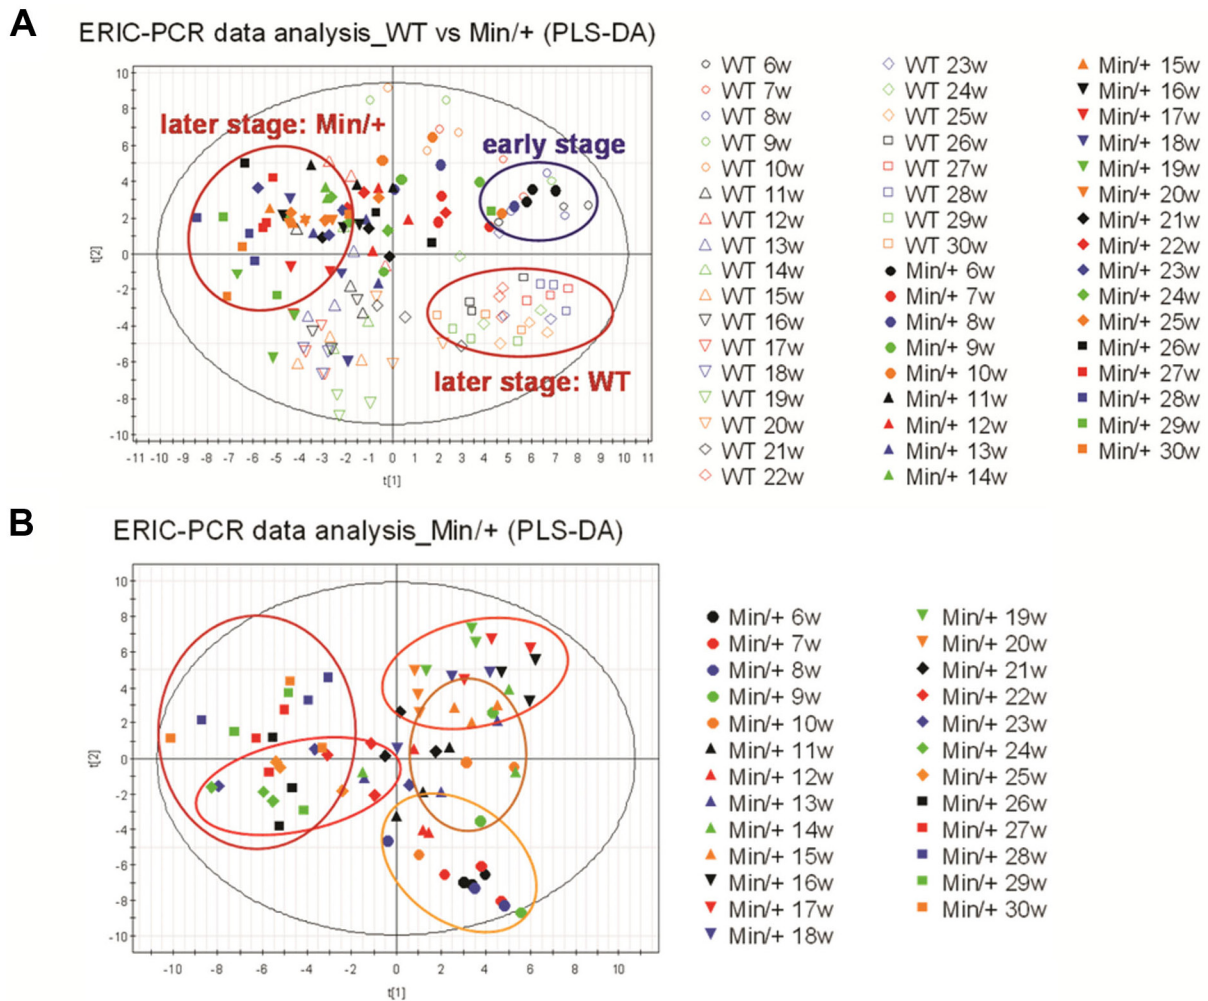 A
ERIC-PCR data analysis_WT vs Min/+ (PLS-DA)
later stage: Min/+
early stage
later stage: WT
10
8
6
4
2
0
-2
-4
-6
-8
-10
t[2]
-11 -10 -9 -8 -7 -6 -5 -4 -3 -2 -1 0 1 2 3 4 5 6 7 8 9 10 11
t[1]
WT 6w
WT 7w
WT 8w
WT 9w
WT 10w
WT 11w
WT 12w
WT 13w
WT 14w
WT 15w
WT 16w
WT 17w
WT 18w
WT 19w
WT 20w
WT 21w
WT 22w
WT 23w
WT 24w
WT 25w
WT 26w
WT 27w
WT 28w
WT 29w
WT 30w
Min/+ 6w
Min/+ 7w
Min/+ 8w
Min/+ 9w
Min/+ 10w
Min/+ 11w
Min/+ 12w
Min/+ 13w
Min/+ 14w
Min/+ 15w
Min/+ 16w
Min/+ 17w
Min/+ 18w
Min/+ 19w
Min/+ 20w
Min/+ 21w
Min/+ 22w
Min/+ 23w
Min/+ 24w
Min/+ 25w
Min/+ 26w
Min/+ 27w
Min/+ 28w
Min/+ 29w
Min/+ 30w
B
ERIC-PCR data analysis_Min/+ (PLS-DA)
10
8
6
4
2
0
-2
-4
-6
-8
-10
t[2]
-10 -8 -6 -4 -2 0 2 4 6 8 10
t[1]
Min/+ 6w
Min/+ 7w
Min/+ 8w
Min/+ 9w
Min/+ 10w
Min/+ 11w
Min/+ 12w
Min/+ 13w
Min/+ 14w
Min/+ 15w
Min/+ 16w
Min/+ 17w
Min/+ 18w
Min/+ 19w
Min/+ 20w
Min/+ 21w
Min/+ 22w
Min/+ 23w
Min/+ 24w
Min/+ 25w
Min/+ 26w
Min/+ 27w
Min/+ 28w
Min/+ 29w
Min/+ 30w